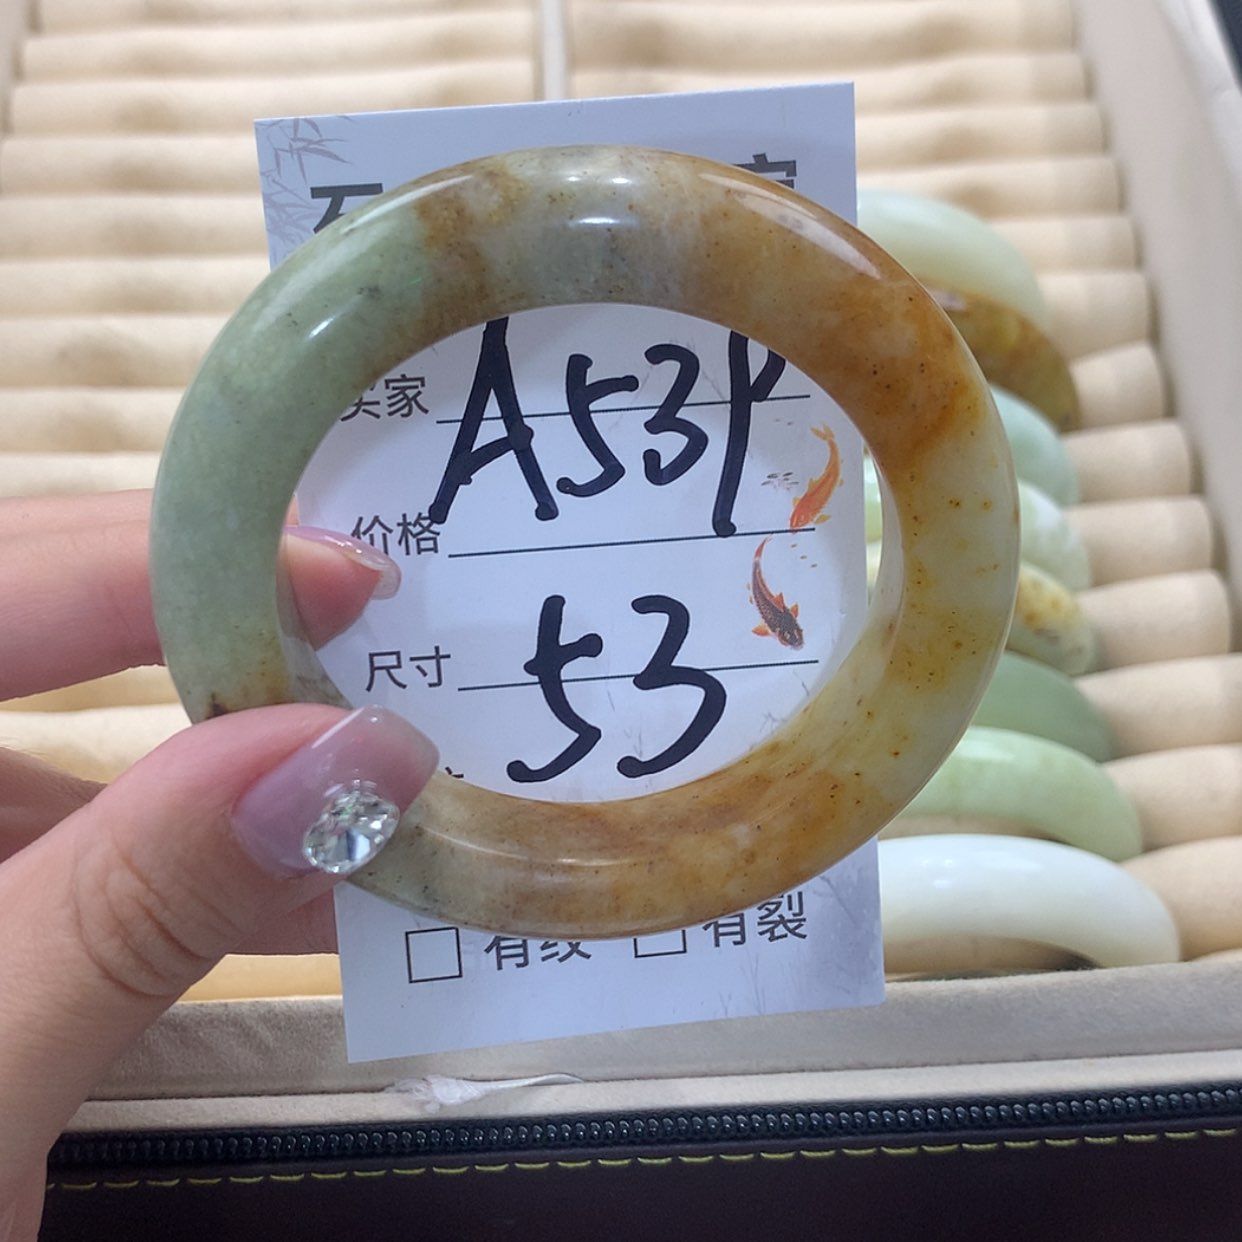 买家
A53P
价格
尺寸 53
有纹 有裂